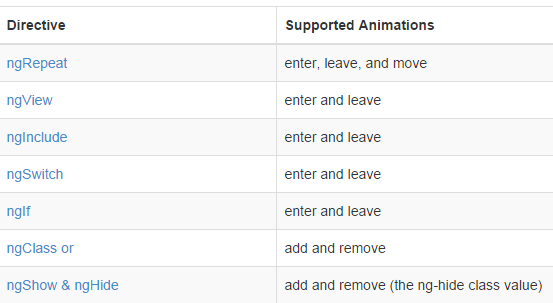 Directive Supported Animations
ngRepeat enter, leave, and move
ngView enter and leave
ngInclude enter and leave
ngSwitch enter and leave
ngIf enter and leave
ngClass or add and remove
ngShow & ngHide add and remove (the ng-hide class value)